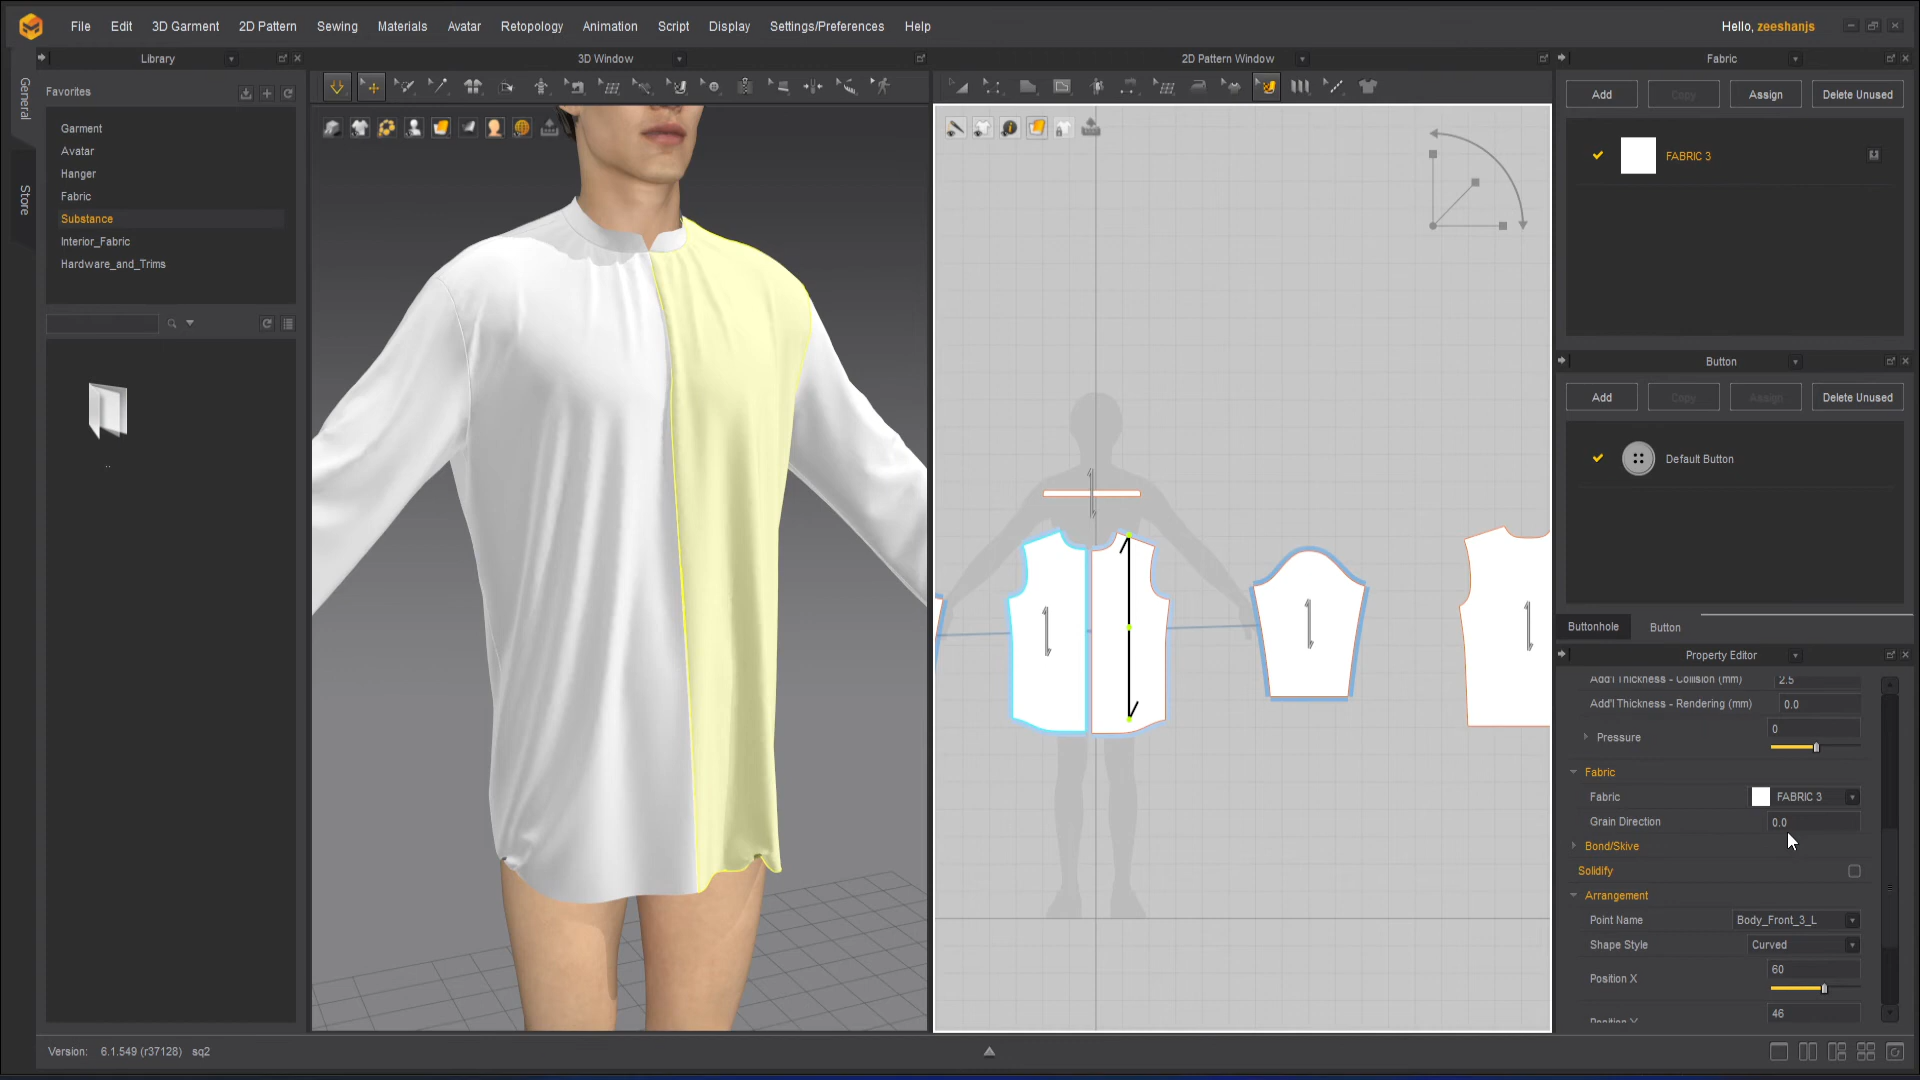 File Edit 3D Garment 2D Pattern Sewing Materials Avatar Retopology Animation Script Display Settings/Preferences Help
Hello, zeeshanjs
Library
3D Window
2D Pattern Window
Fabric
General
Store
Favorites
Garment
Avatar
Hanger
Fabric
Substance
Interior_Fabric
Hardware_and_Trims
..
Add Copy Assign Delete Unused
FABRIC 3
Button
Add Copy Assign Delete Unused
Default Button
Buttonhole Button
Property Editor
Add'l Thickness - Collision (mm) 2.5
Add'l Thickness - Rendering (mm) 0.0
Pressure 0
Fabric
Fabric FABRIC 3
Grain Direction 0.0
Bond/Skive
Solidify
Arrangement
Point Name Body_Front_3_L
Shape Style Curved
Position X 60
46
Version: 6.1.549 (r37128) sq2